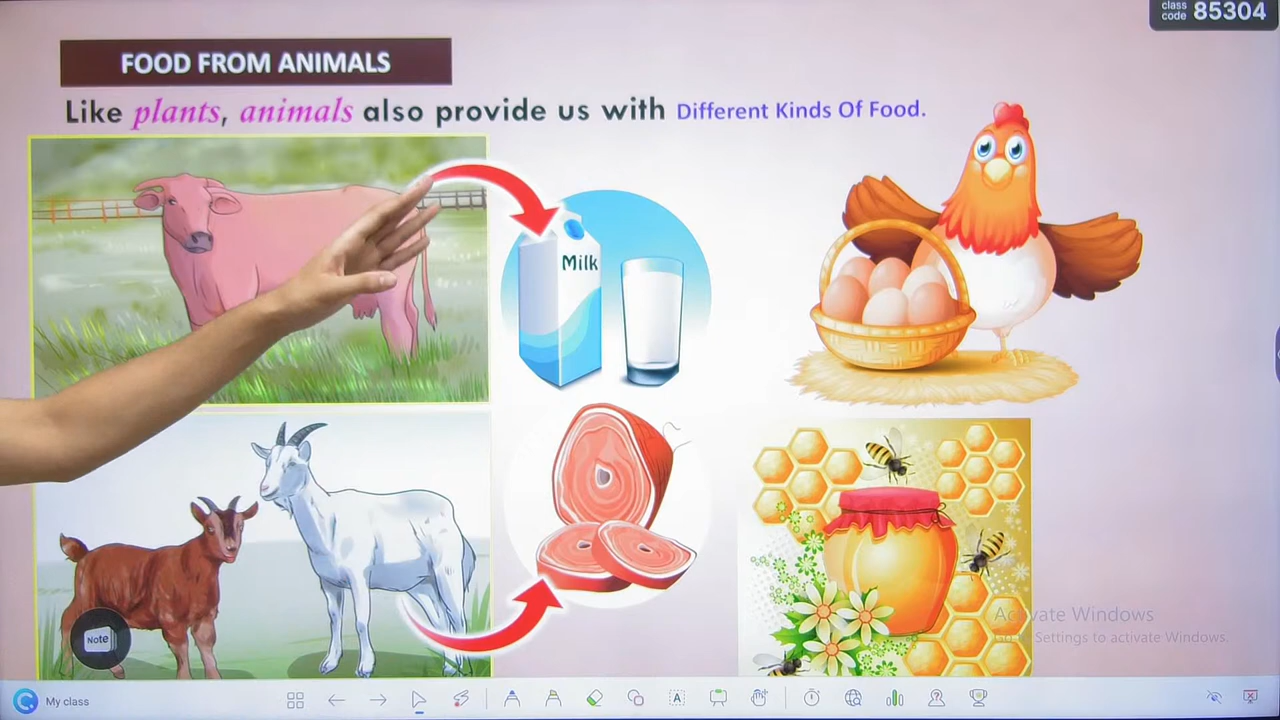 class
code 85304
FOOD FROM ANIMALS
Like plants, animals also provide us with Different Kinds Of Food.
Milk
Activate Windows
Go to Settings to activate Windows.
Note
My class
A